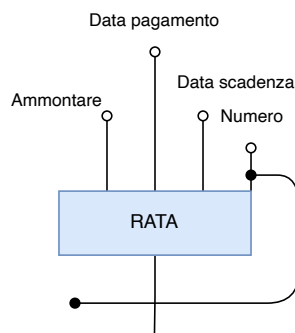 Data pagamento
Data scadenza
Ammontare
Numero
RATA